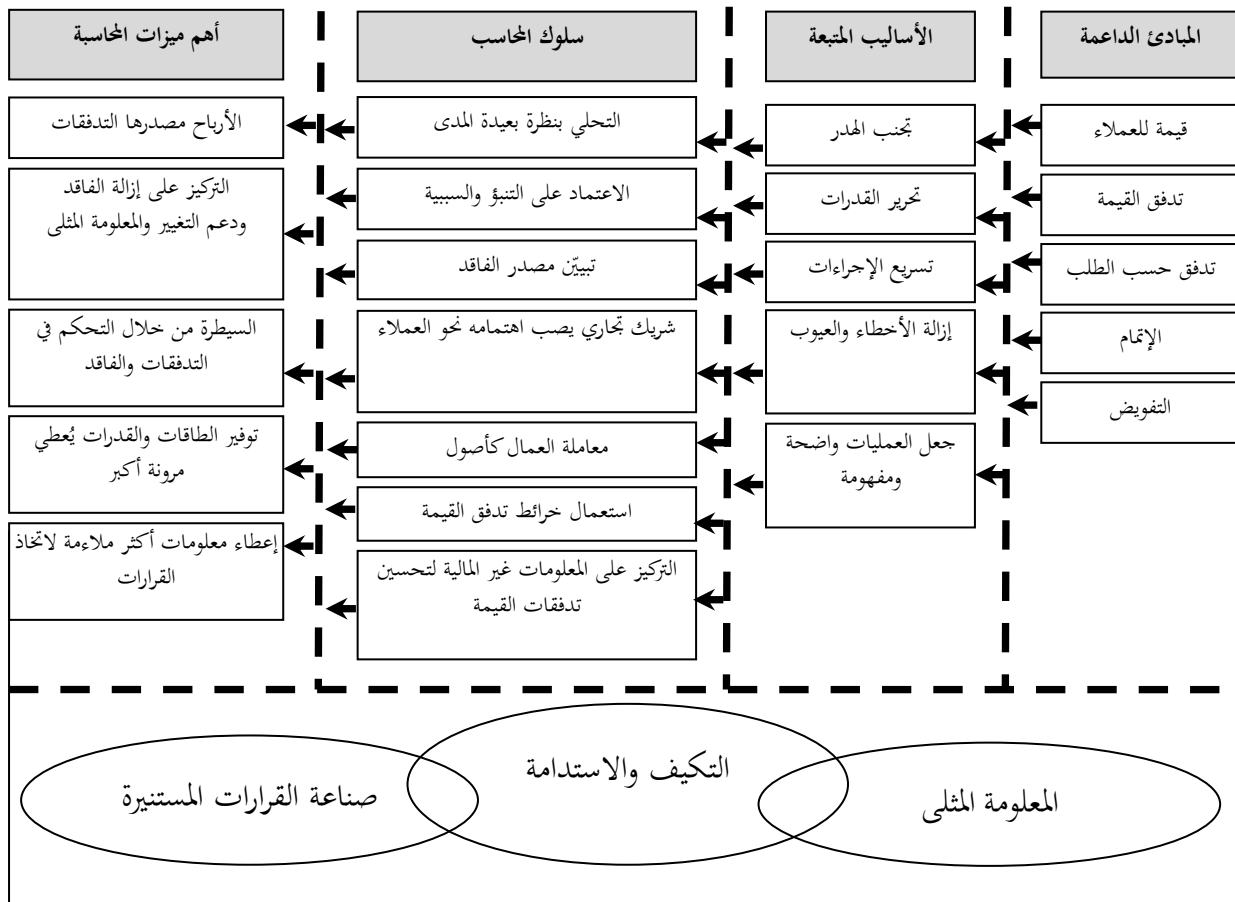 المبادئ الداعمة
قيمة للعملاء
تدفق القيمة
تدفق حسب الطلب
الإتمام
التفويض
الأساليب المتبعة
تجنب الهدر
تحرير القدرات
تسريع الإجراءات
إزالة الأخطاء والعيوب
جعل العمليات واضحة
ومفهومة
سلوك المحاسب
التحلي بنظرة بعيدة المدى
الاعتماد على التنبؤ والسببية
تبييّن مصدر الفاقد
شريك تجاري يصب اهتمامه نحو العملاء
معاملة العمال كأصول
استعمال خرائط تدفق القيمة
التركيز على المعلومات غير المالية لتحسين
تدفقات القيمة
أهم ميزات المحاسبة
الأرباح مصدرها التدفقات
التركيز على إزالة الفاقد
ودعم التغيير والمعلومة المثلى
السيطرة من خلال التحكم في
التدفقات والفاقد
توفير الطاقات والقدرات يُعطي
مرونة أكبر
إعطاء معلومات أكثر ملاءمة لاتخاذ
القرارات
المعلومة المثلى
التكيف والاستدامة
صناعة القرارات المستنيرة